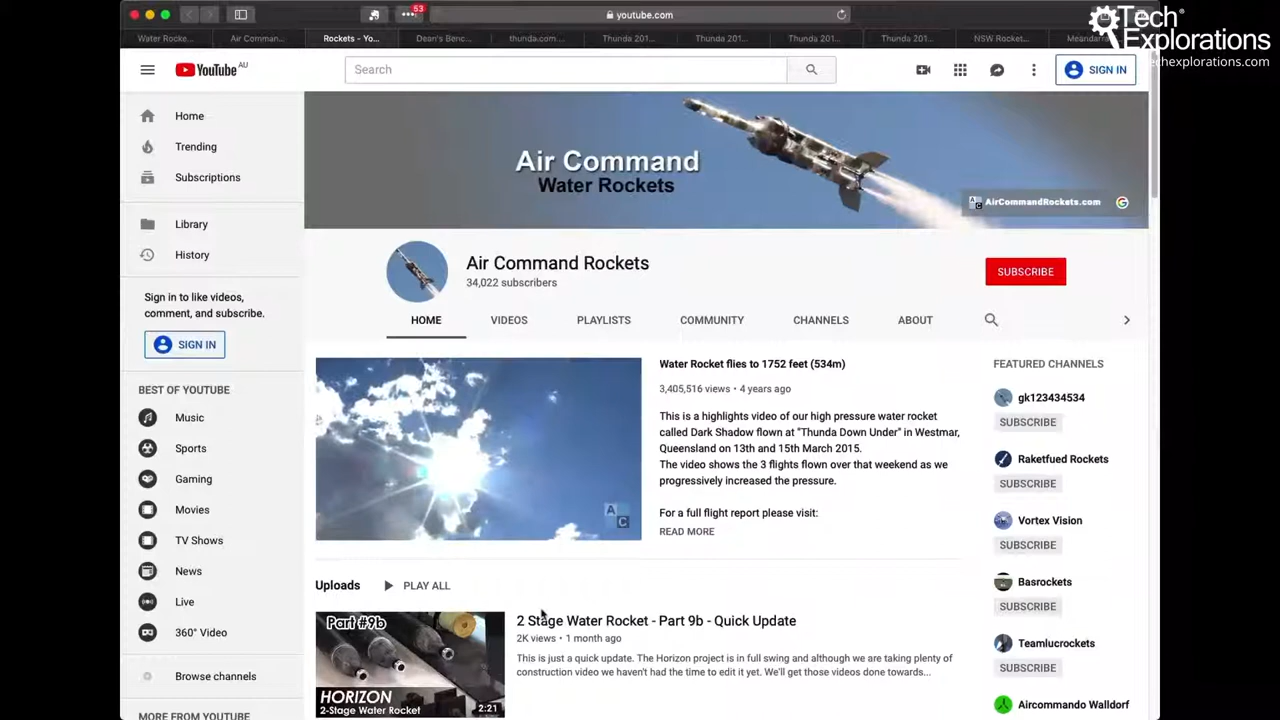 53
youtube.com
Water Rocke...
Air Comman...
Rockets - Yo...
Dean's Benc...
thunda.com...
Thunda 201...
Thunda 201...
Thunda 201...
Thunda 201...
NSW Rocket...
Meandarra
Tech
Explorations
techexplorations.com
YouTube AU
Search
SIGN IN
Home
Trending
Subscriptions
Library
History
Sign in to like videos,
comment, and subscribe.
SIGN IN
BEST OF YOUTUBE
Music
Sports
Gaming
Movies
TV Shows
News
Live
360° Video
Browse channels
MORE FROM YOUTUBE
Air Command
Water Rockets
AirCommandRockets.com
Air Command Rockets
34,022 subscribers
SUBSCRIBE
HOME
VIDEOS
PLAYLISTS
COMMUNITY
CHANNELS
ABOUT
A
C
Water Rocket flies to 1752 feet (534m)
3,405,516 views • 4 years ago
This is a highlights video of our high pressure water rocket
called Dark Shadow flown at "Thunda Down Under" in Westmar,
Queensland on 13th and 15th March 2015.
The video shows the 3 flights flown over that weekend as we
progressively increased the pressure.
For a full flight report please visit:
READ MORE
Uploads
PLAY ALL
Part #9b
HORIZON
2-Stage Water Rocket
2:21
2 Stage Water Rocket - Part 9b - Quick Update
2K views • 1 month ago
This is just a quick update. The Horizon project is in full swing and although we are taking plenty of
construction video we haven't had the time to edit it yet. We'll get those videos done towards...
FEATURED CHANNELS
gk123434534
SUBSCRIBE
Raketfued Rockets
SUBSCRIBE
Vortex Vision
SUBSCRIBE
Basrockets
SUBSCRIBE
Teamlucrockets
SUBSCRIBE
Aircommando Walldorf